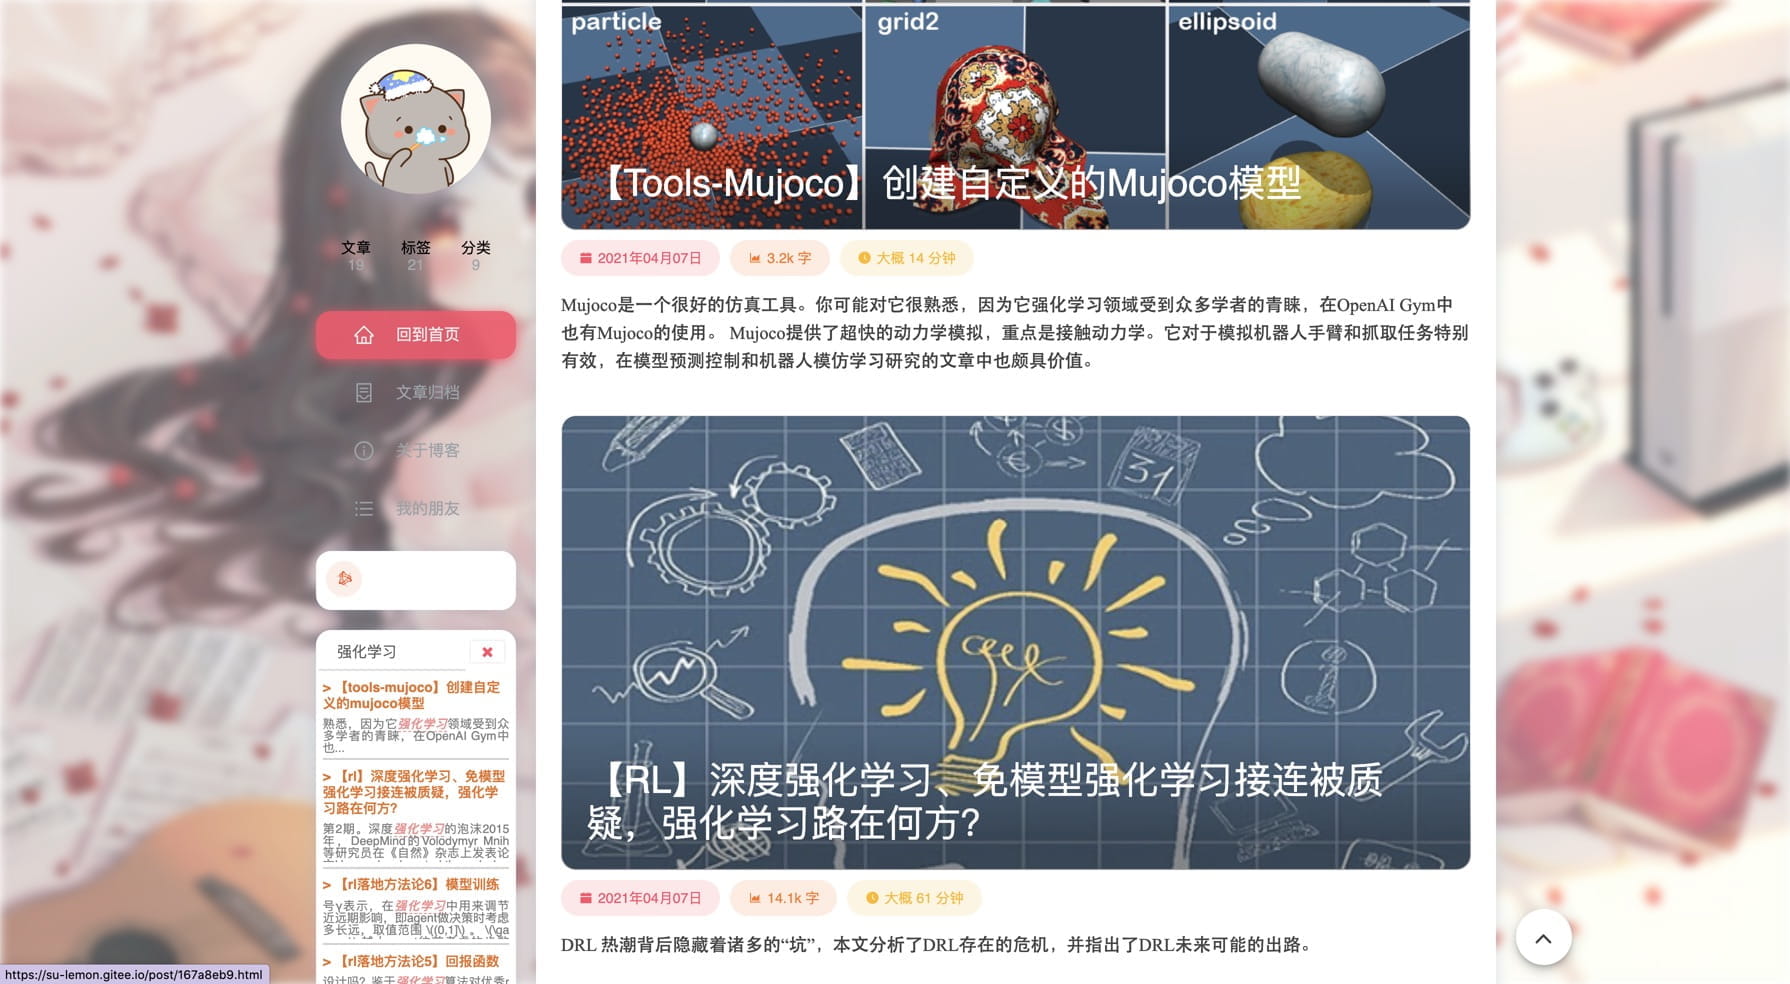 文章
标签
分类
19
21
9
回到首页
文章归档
关于博客
我的朋友
强化学习
> 【tools-mujoco】创建自定
义的mujoco模型
熟悉，因为它强化学习领域受到众
多学者的青睐，在OpenAI Gym中
也...
> 【rl】深度强化学习、免模型
强化学习接连被质疑，强化学
习路在何方?
第2期。深度强化学习的泡沫2015
年，DeepMind的Volodymyr Mnih
等研究员在《自然》杂志上发表论
> 【rl落地方法论6】模型训练
号γ表示，在强化学习中用来调节
近远期影响，即agent做决策时考虑
多长远，取值范围 \((0,1]\) 。 \(\ga
> 【rl落地方法论5】回报函数
设计吗？鉴于强化学习算法对优秀r
https://su-lemon.gitee.io/post/167a8eb9.html
particle
grid2
ellipsoid
【Tools-Mujoco】创建自定义的Mujoco模型
2021年04月07日
3.2k 字
大概 14 分钟
Mujoco是一个很好的仿真工具。你可能对它很熟悉，因为它强化学习领域受到众多学者的青睐，在OpenAI Gym中
也有Mujoco的使用。 Mujoco提供了超快的动力学模拟，重点是接触动力学。它对于模拟机器人手臂和抓取任务特别
有效，在模型预测控制和机器人模仿学习研究的文章中也颇具价值。
31
【RL】深度强化学习、免模型强化学习接连被质
疑，强化学习路在何方?
2021年04月07日
14.1k 字
大概 61 分钟
DRL 热潮背后隐藏着诸多的“坑”，本文分析了DRL存在的危机，并指出了DRL未来可能的出路。